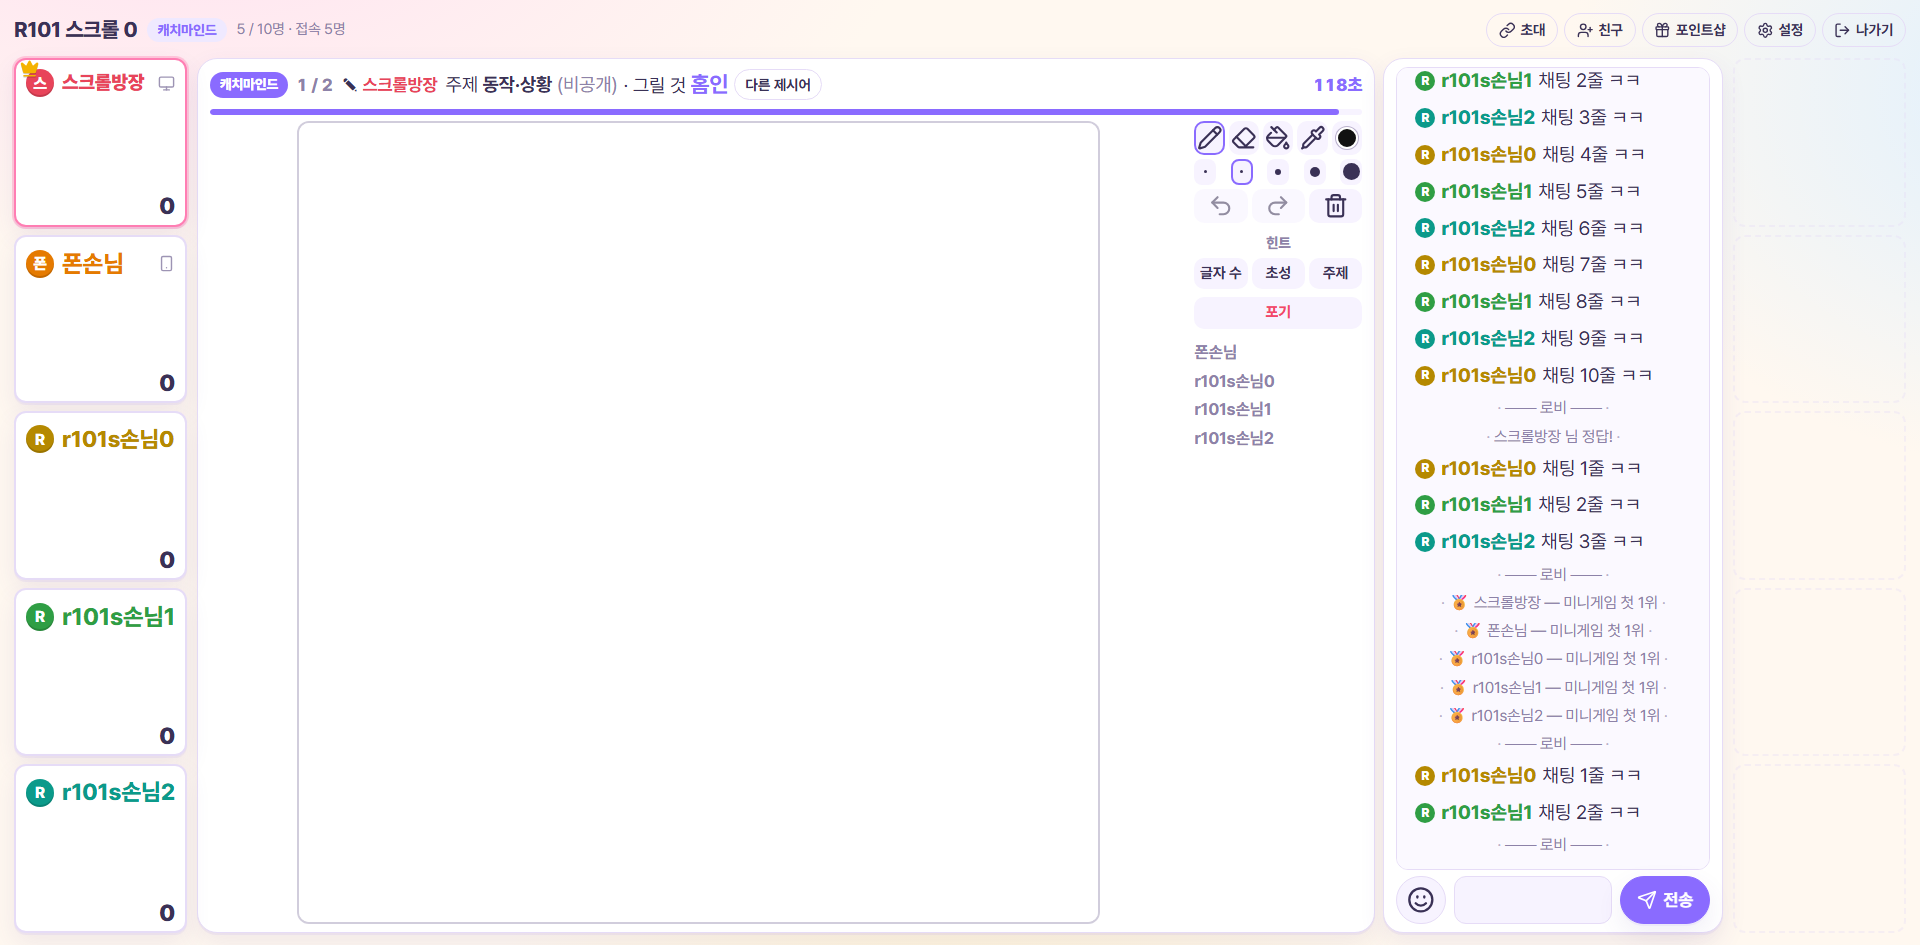 R101 스크롤 0 캐치마인드 5 / 10명 · 접속 5명
초대 친구 포인트샵 설정 나가기
스 스크롤방장
0
폰 폰손님
0
R r101s손님0
0
R r101s손님1
0
R r101s손님2
0
캐치마인드 1 / 2 스크롤방장 주제 동작·상황 (비공개) · 그릴 것 홈인 다른 제시어 118초
힌트
글자 수 초성 주제
포기
폰손님
r101s손님0
r101s손님1
r101s손님2
R r101s손님1 채팅 2줄 ㅋㅋ
R r101s손님2 채팅 3줄 ㅋㅋ
R r101s손님0 채팅 4줄 ㅋㅋ
R r101s손님1 채팅 5줄 ㅋㅋ
R r101s손님2 채팅 6줄 ㅋㅋ
R r101s손님0 채팅 7줄 ㅋㅋ
R r101s손님1 채팅 8줄 ㅋㅋ
R r101s손님2 채팅 9줄 ㅋㅋ
R r101s손님0 채팅 10줄 ㅋㅋ
· —— 로비 —— ·
· 스크롤방장 님 정답! ·
R r101s손님0 채팅 1줄 ㅋㅋ
R r101s손님1 채팅 2줄 ㅋㅋ
R r101s손님2 채팅 3줄 ㅋㅋ
· —— 로비 —— ·
· 🏅 스크롤방장 — 미니게임 첫 1위 ·
· 🏅 폰손님 — 미니게임 첫 1위 ·
· 🏅 r101s손님0 — 미니게임 첫 1위 ·
· 🏅 r101s손님1 — 미니게임 첫 1위 ·
· 🏅 r101s손님2 — 미니게임 첫 1위 ·
· —— 로비 —— ·
R r101s손님0 채팅 1줄 ㅋㅋ
R r101s손님1 채팅 2줄 ㅋㅋ
· —— 로비 —— ·
전송